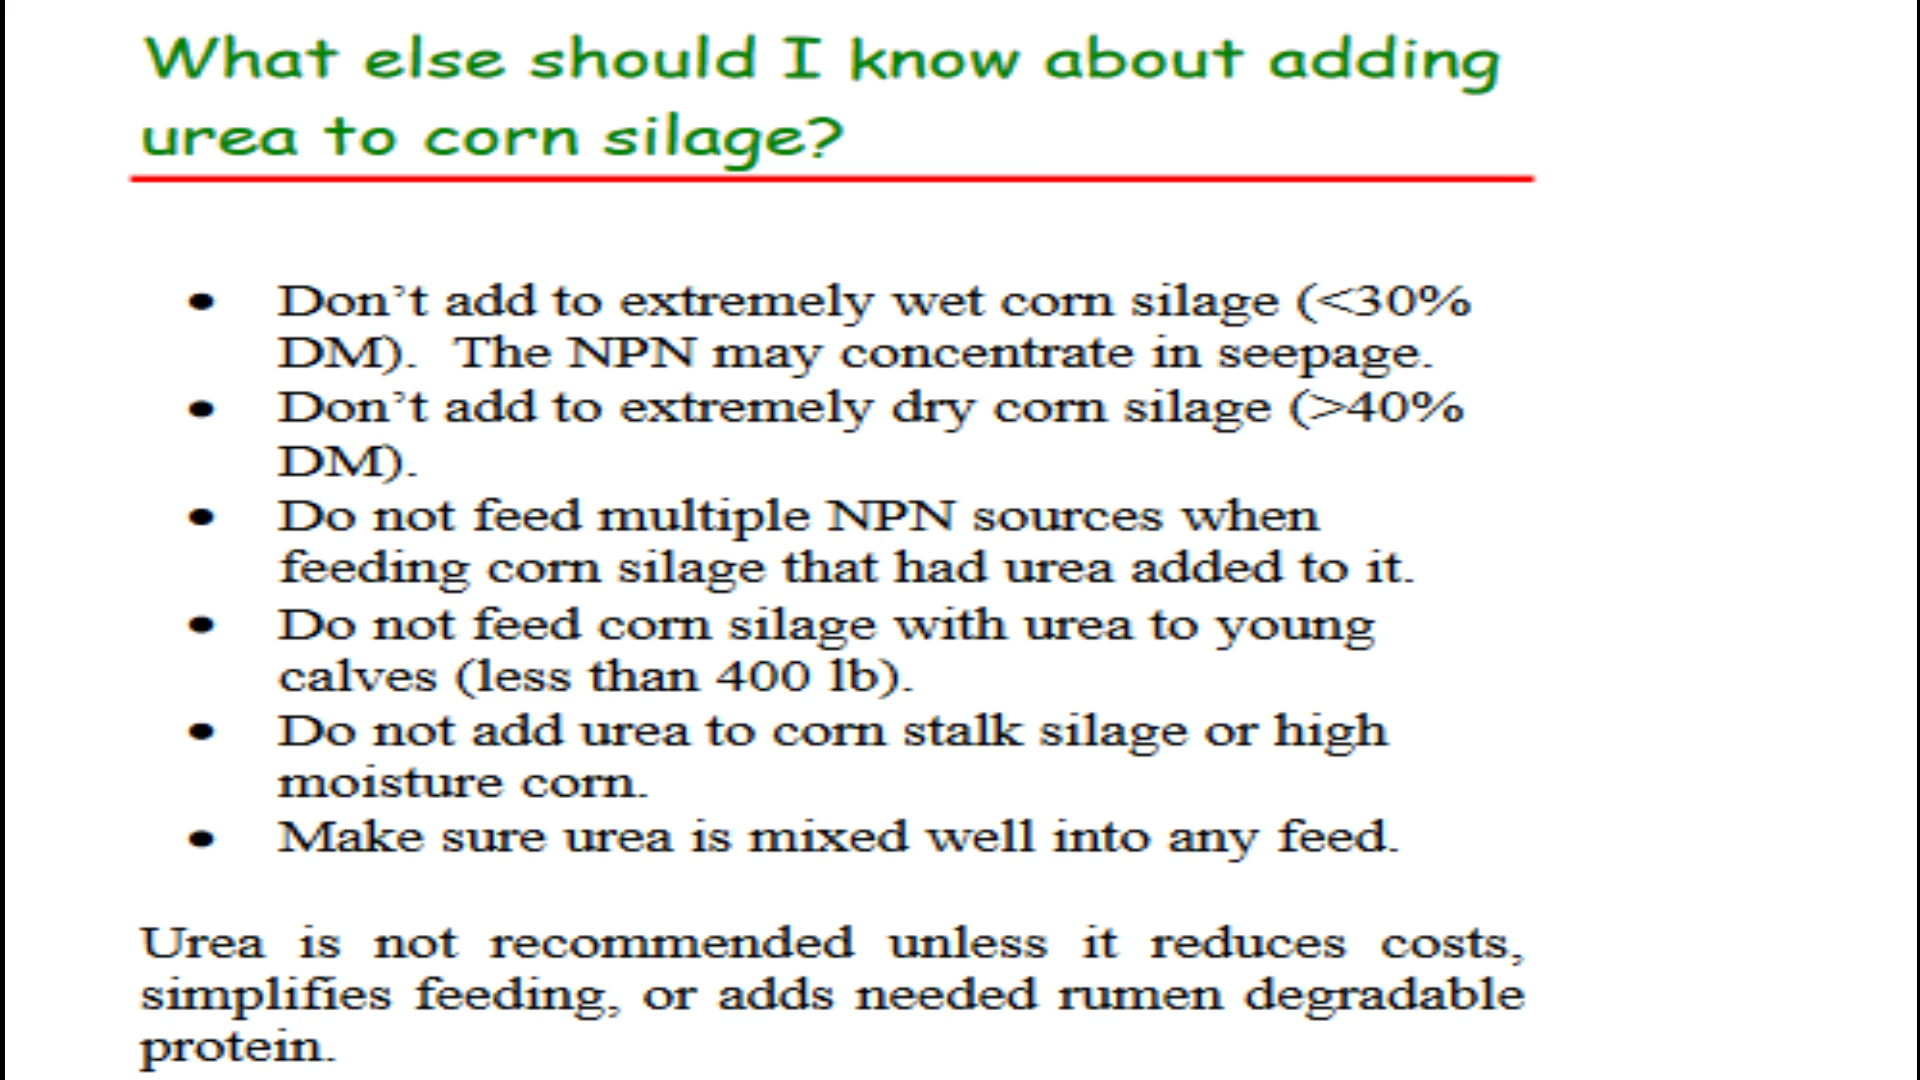 What else should I know about adding
urea to corn silage?
• Don’t add to extremely wet corn silage (<30%
DM).  The NPN may concentrate in seepage.
• Don’t add to extremely dry corn silage (>40%
DM).
• Do not feed multiple NPN sources when
feeding corn silage that had urea added to it.
• Do not feed corn silage with urea to young
calves (less than 400 lb).
• Do not add urea to corn stalk silage or high
moisture corn.
• Make sure urea is mixed well into any feed.
Urea is not recommended unless it reduces costs,
simplifies feeding, or adds needed rumen degradable
protein.